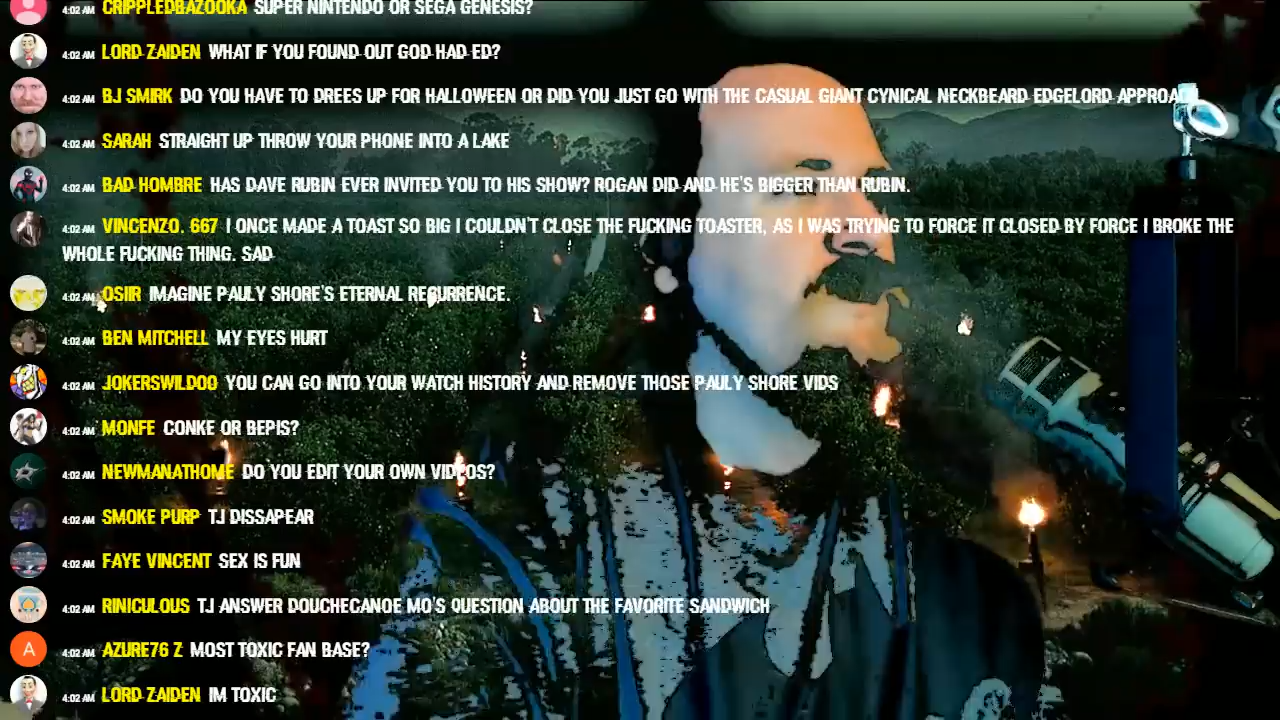 4:02 AM CRIPPLEDBAZOOKA SUPER NINTENDO OR SEGA GENESIS?
4:02 AM LORD ZAIDEN WHAT IF YOU FOUND OUT GOD HAD ED?
4:02 AM BJ SMIRK DO YOU HAVE TO DREES UP FOR HALLOWEEN OR DID YOU JUST GO WITH THE CASUAL GIANT CYNICAL NECKBEARD EDGELORD APPROACH
4:02 AM SARAH STRAIGHT UP THROW YOUR PHONE INTO A LAKE
4:02 AM BAD HOMBRE HAS DAVE RUBIN EVER INVITED YOU TO HIS SHOW? ROGAN DID AND HE'S BIGGER THAN RUBIN.
4:02 AM VINCENZO. 667 I ONCE MADE A TOAST SO BIG I COULDN'T CLOSE THE FUCKING TOASTER, AS I WAS TRYING TO FORCE IT CLOSED BY FORCE I BROKE THE
WHOLE FUCKING THING. SAD
4:02 AM OSIIR IMAGINE PAULY SHORE'S ETERNAL RECURRENCE.
4:02 AM BEN MITCHELL MY EYES HURT
4:02 AM JOKERSWILDOO YOU CAN GO INTO YOUR WATCH HISTORY AND REMOVE THOSE PAULY SHORE VIDS
4:02 AM MONFE CONKE OR BEPIS?
4:02 AM NEWMANATHOME DO YOU EDIT YOUR OWN VIDEOS?
4:02 AM SMOKE PURP TJ DISSAPEAR
4:02 AM FAYE VINCENT SEX IS FUN
4:02 AM RINICULOUS TJ ANSWER DOUCHECANOE MO'S QUESTION ABOUT THE FAVORITE SANDWICH
A 4:02 AM AZURE76 Z MOST TOXIC FAN BASE?
4:02 AM LORD ZAIDEN IM TOXIC